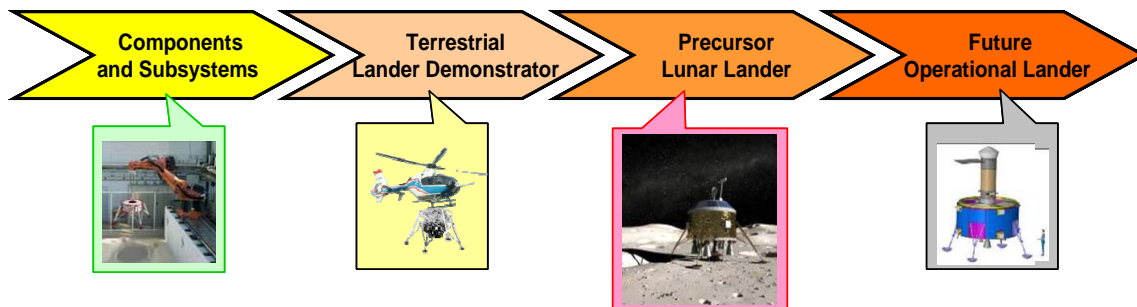 Components
and Subsystems
Terrestrial
Lander Demonstrator
Precursor
Lunar Lander
Future
Operational Lander